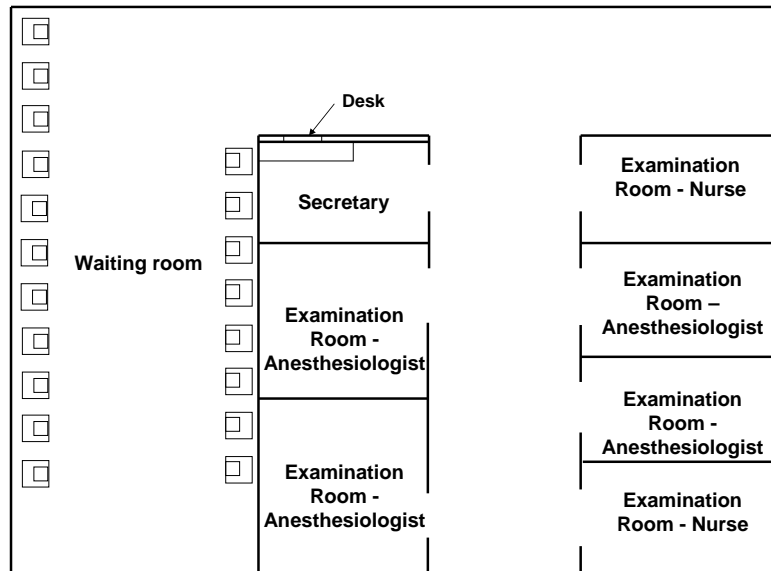 Desk
Secretary
Waiting room
Examination
Room -
Anesthesiologist
Examination
Room -
Anesthesiologist
Examination
Room - Nurse
Examination
Room –
Anesthesiologist
Examination
Room -
Anesthesiologist
Examination
Room - Nurse